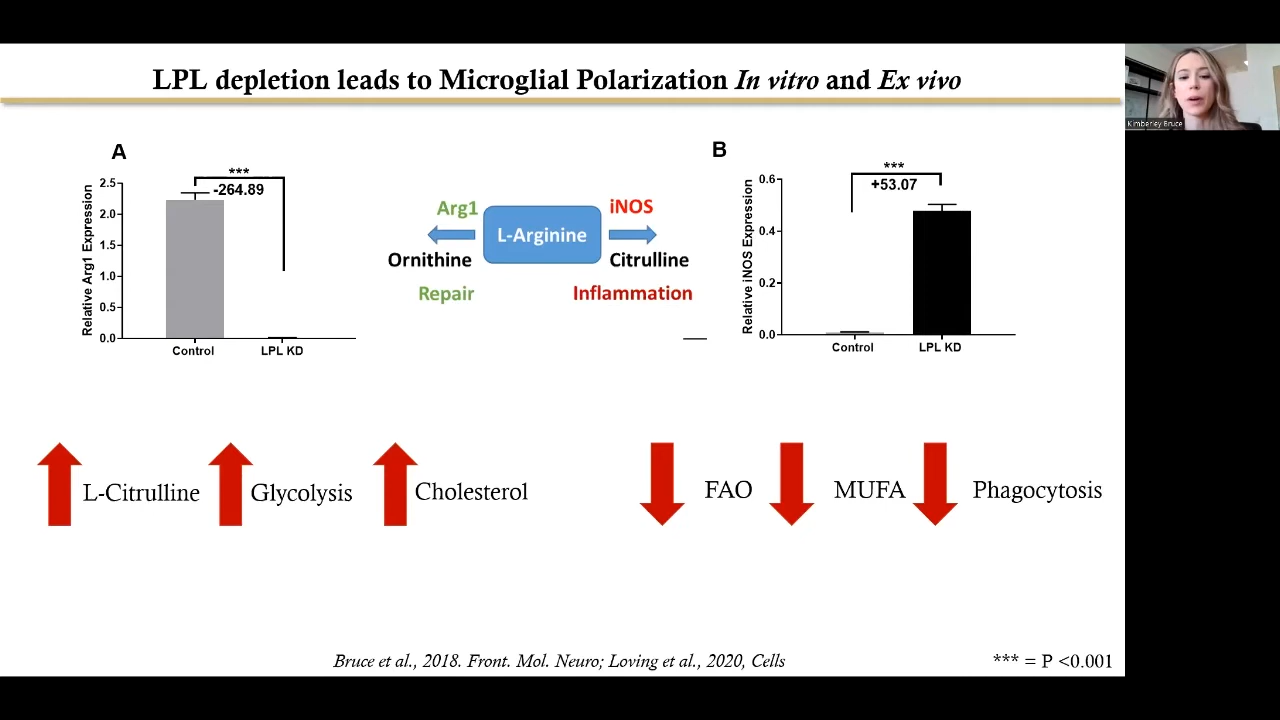 LPL depletion leads to Microglial Polarization In vitro and Ex vivo
Kimberley Bruce
A
***
-264.89
Relative Arg1 Expression
2.5
2.0
1.5
1.0
0.5
0.0
Control
LPL KD
Arg1
iNOS
L-Arginine
Ornithine
Citrulline
Repair
Inflammation
B
***
+53.07
Relative iNOS Expression
0.6
0.4
0.2
0.0
Control
LPL KD
L-Citrulline
Glycolysis
Cholesterol
FAO
MUFA
Phagocytosis
Bruce et al., 2018. Front. Mol. Neuro; Loving et al., 2020, Cells
*** = P <0.001